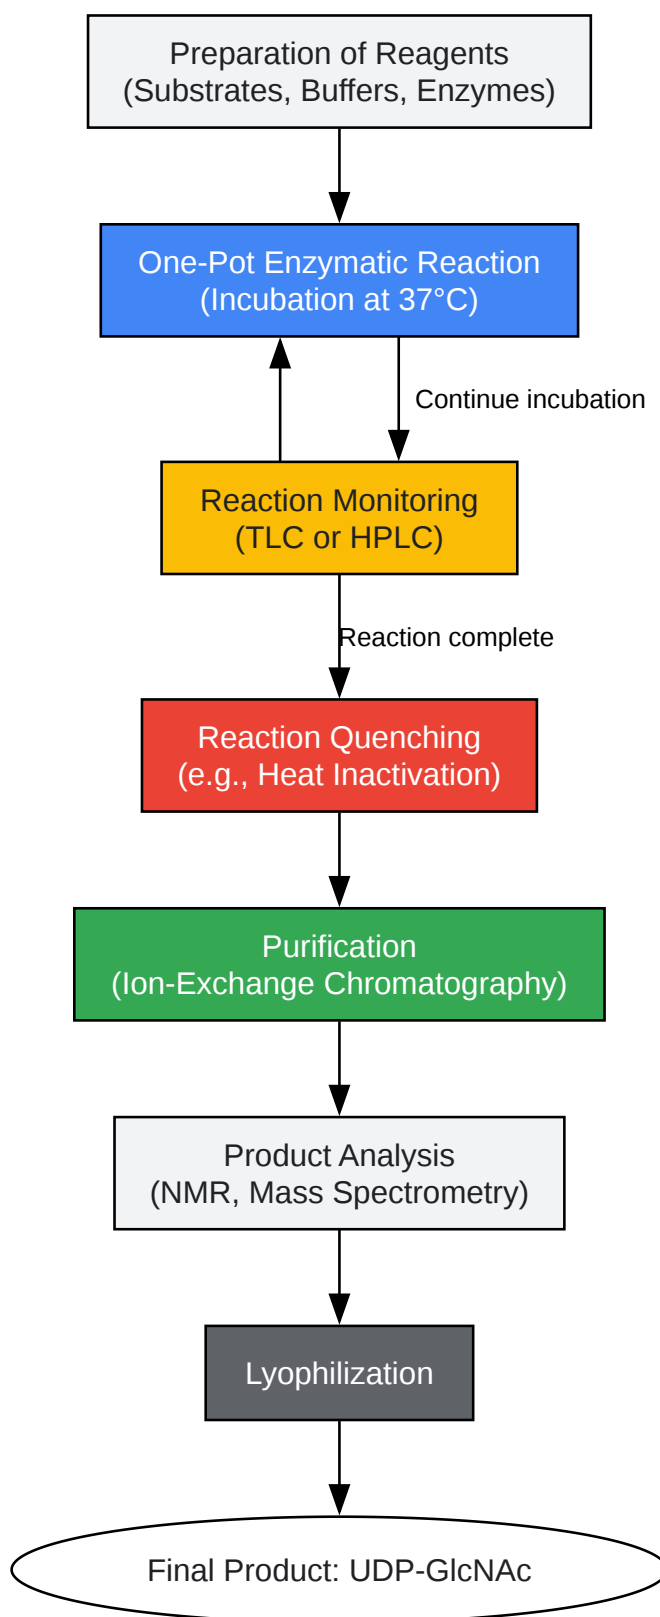 Preparation of Reagents
(Substrates, Buffers, Enzymes)
One-Pot Enzymatic Reaction
(Incubation at 37°C)
Continue incubation
Reaction Monitoring
(TLC or HPLC)
Reaction complete
Reaction Quenching
(e.g., Heat Inactivation)
Purification
(Ion-Exchange Chromatography)
Product Analysis
(NMR, Mass Spectrometry)
Lyophilization
Final Product: UDP-GlcNAc